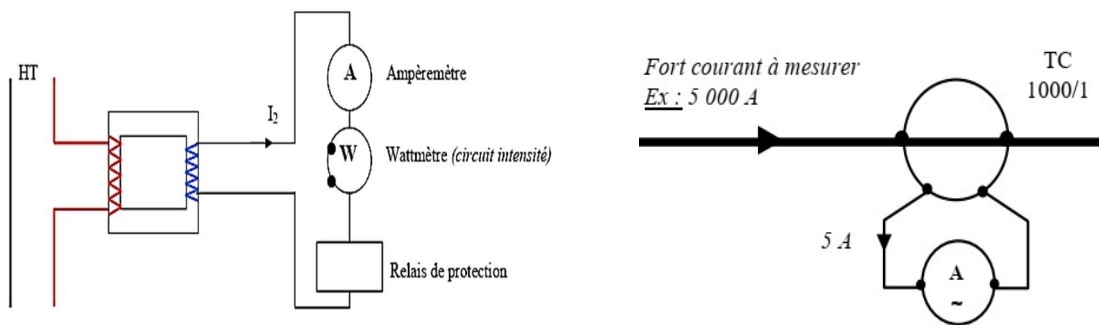 HT
I₂
A
Ampèremètre
W
Wattmètre (circuit intensité)
Relais de protection
Fort courant à mesurer
Ex : 5 000 A
TC
1000/1
5 A
A
~